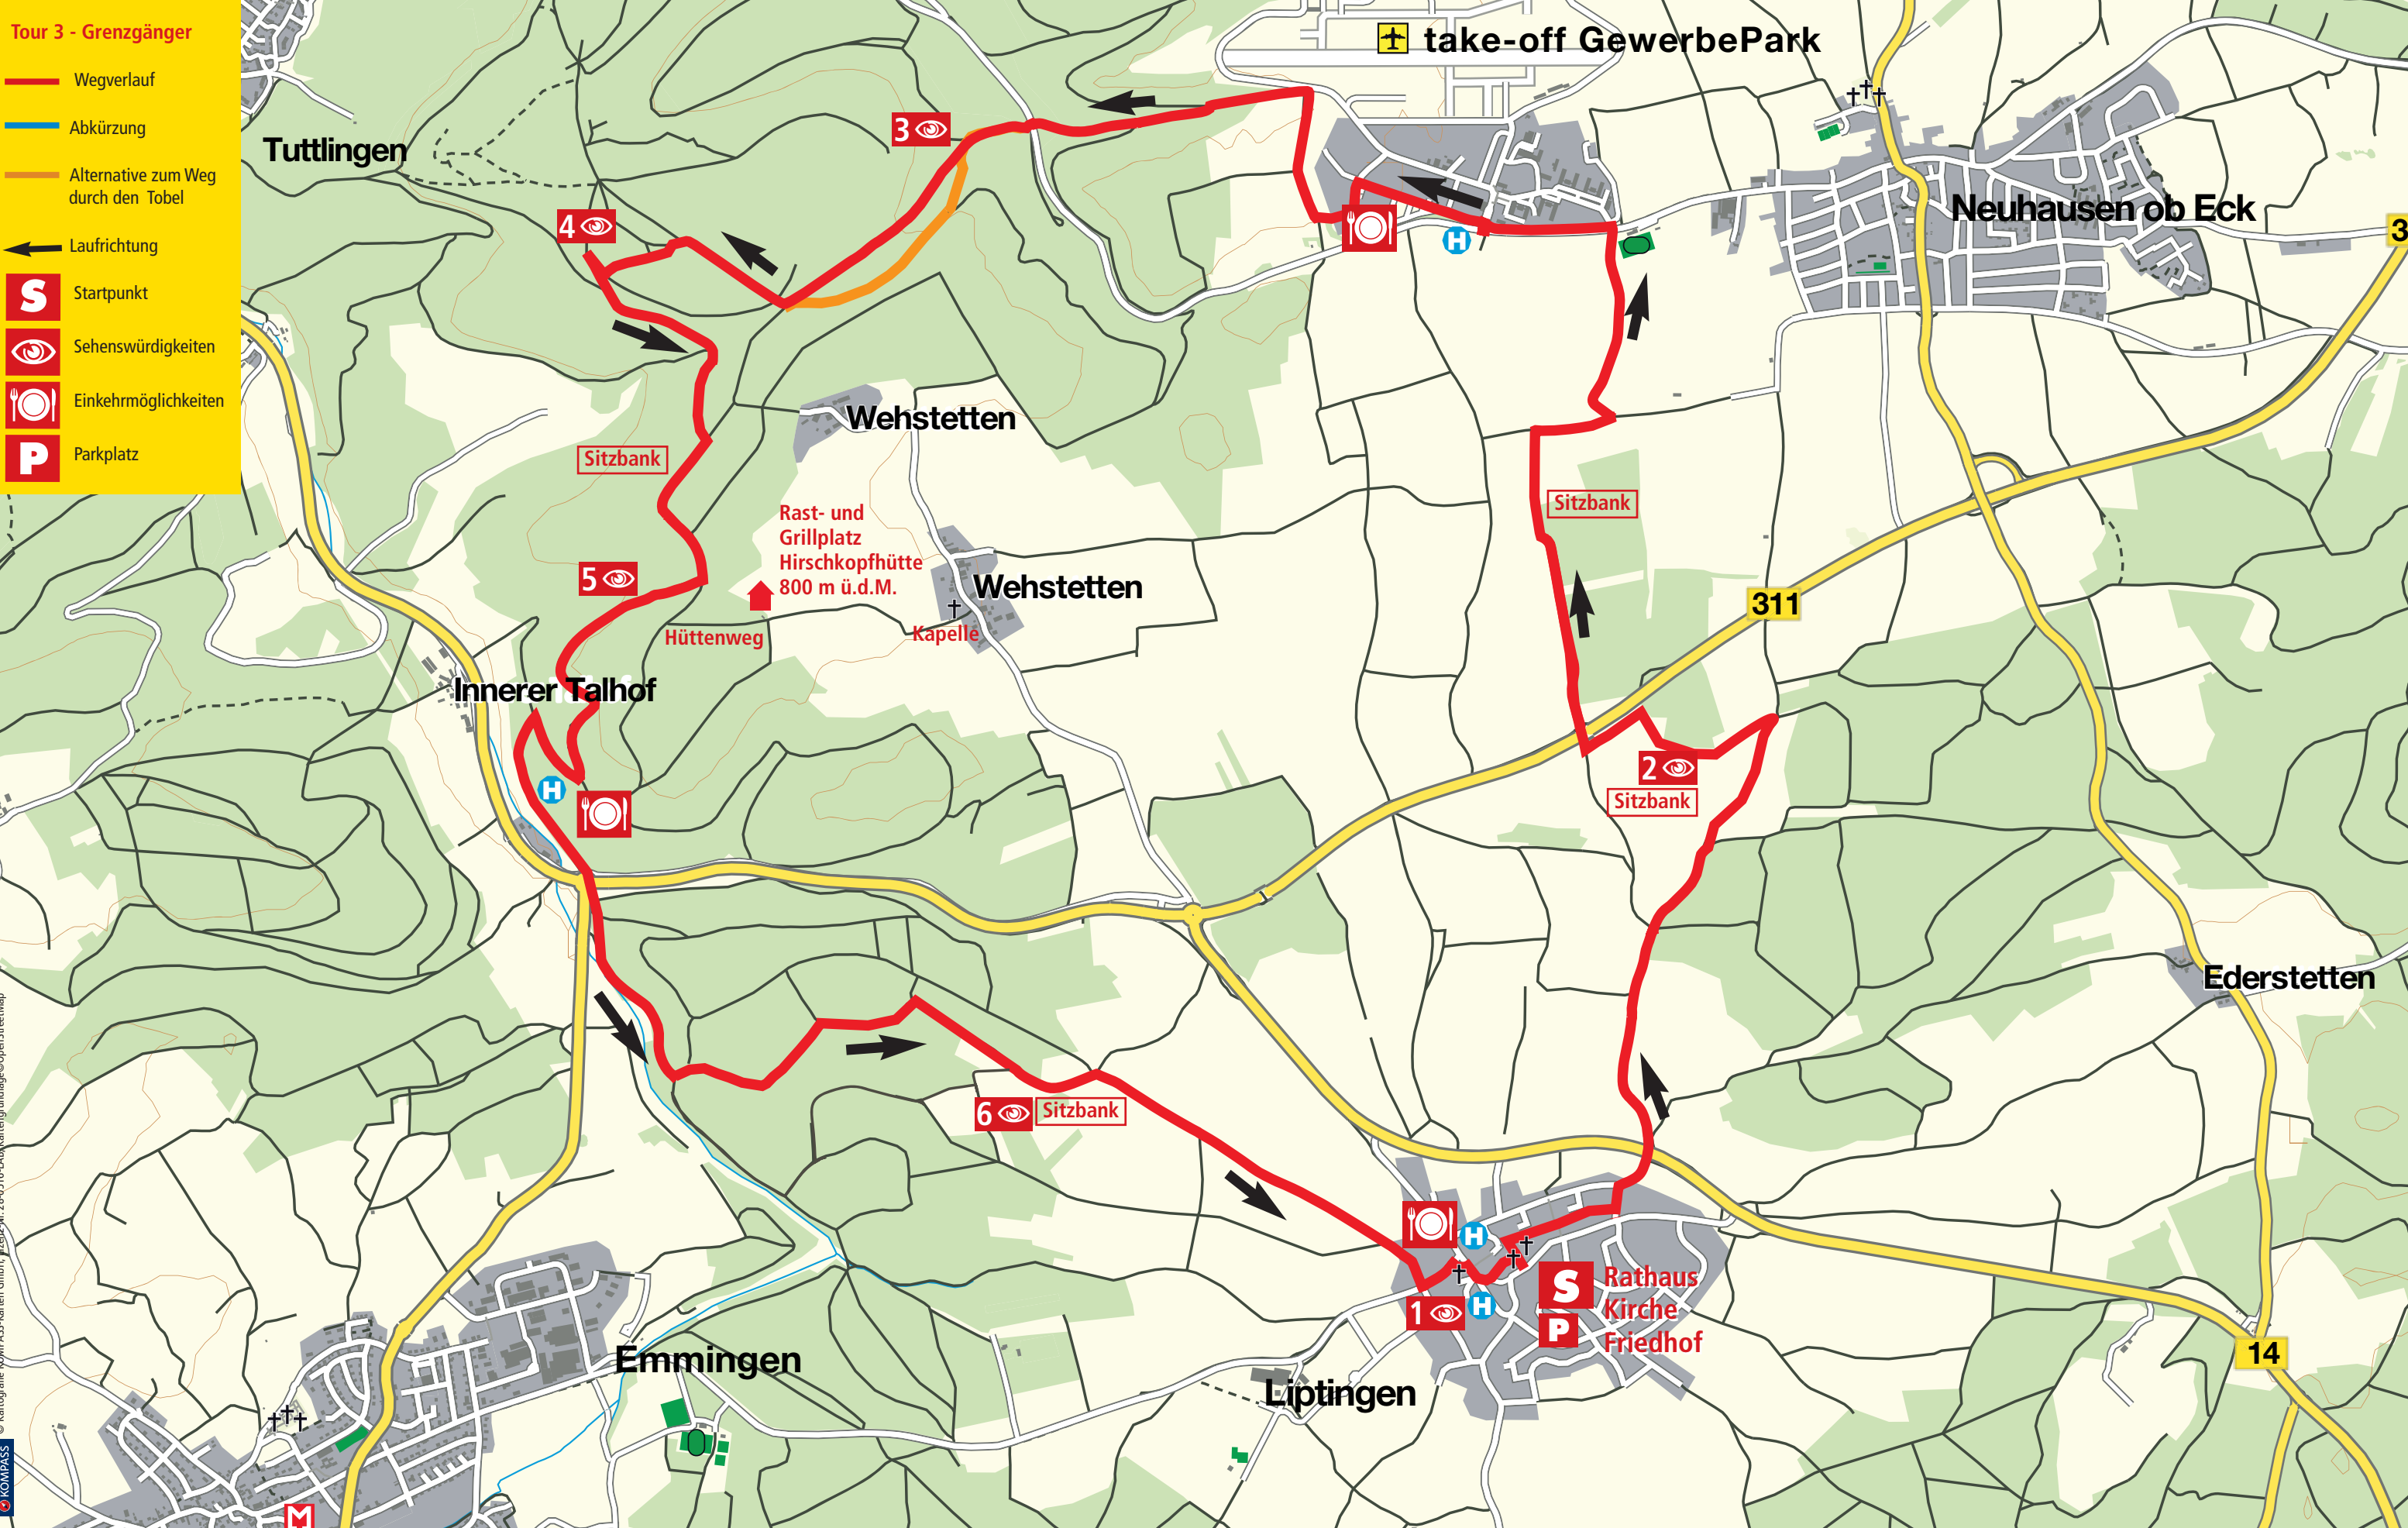 Tour 3 - Grenzgänger
Wegverlauf
Abkürzung
Alternative zum Weg
durch den Tobel
Laufrichtung
S
Startpunkt
Sehenswürdigkeiten
Einkehrmöglichkeiten
P
Parkplatz
take-off GewerbePark
Tuttlingen
3
Neuhausen ob Eck
4
H
3
Wehstetten
Sitzbank
Sitzbank
Rast- und
Grillplatz
Hirschkopfhütte
800 m ü.d.M.
5
Wehstetten
311
Hüttenweg
Kapelle
Innerer Talhof
2
Sitzbank
H
Ederstetten
6
Sitzbank
H
S
Rathaus
Kirche
Friedhof
1
H
P
Emmingen
14
Liptingen
KOMPASS
M